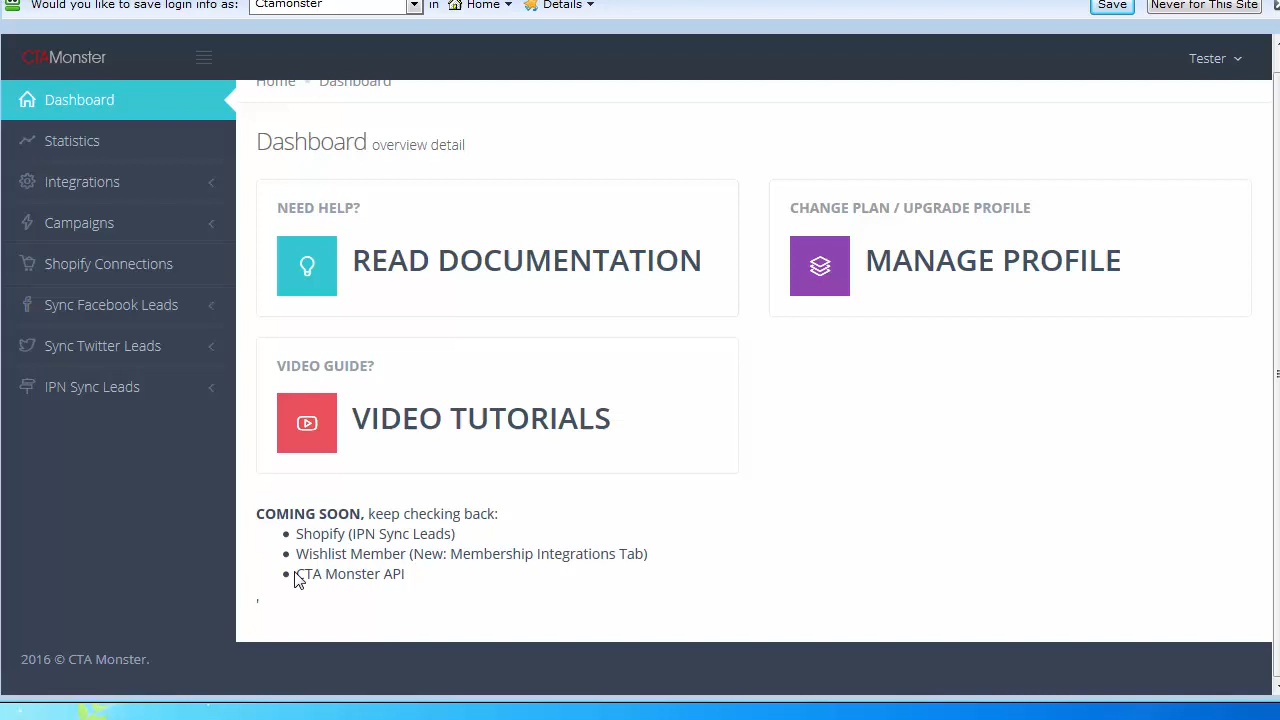 Would you like to save login info as: Ctamonster in Home Details Save Never for This Site
CTAMonster Tester
Home Dashboard
Dashboard
Statistics
Integrations
Campaigns
Shopify Connections
Sync Facebook Leads
Sync Twitter Leads
IPN Sync Leads
Dashboard overview detail
NEED HELP?
READ DOCUMENTATION
CHANGE PLAN / UPGRADE PROFILE
MANAGE PROFILE
VIDEO GUIDE?
VIDEO TUTORIALS
COMING SOON, keep checking back:
Shopify (IPN Sync Leads)
Wishlist Member (New: Membership Integrations Tab)
CTA Monster API
'
2016 © CTA Monster.